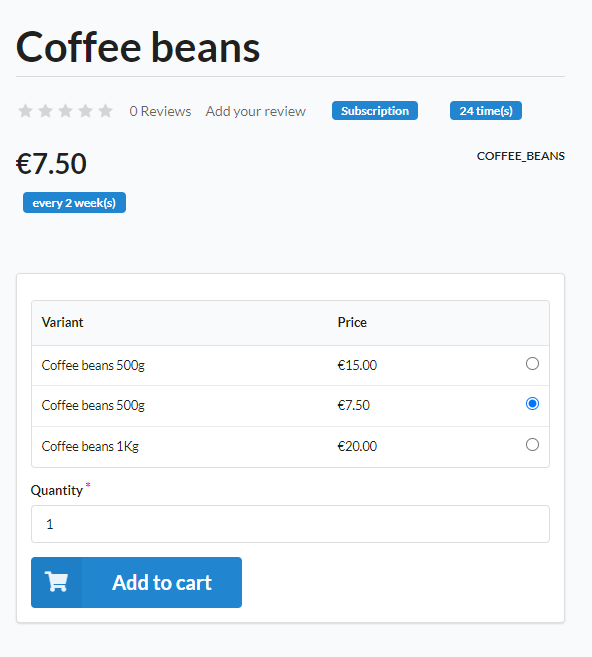 Coffee beans
0 Reviews Add your review Subscription 24 time(s)
€7.50 COFFEE_BEANS
every 2 week(s)
Variant Price
Coffee beans 500g €15.00
Coffee beans 500g €7.50
Coffee beans 1Kg €20.00
Quantity *
1
Add to cart